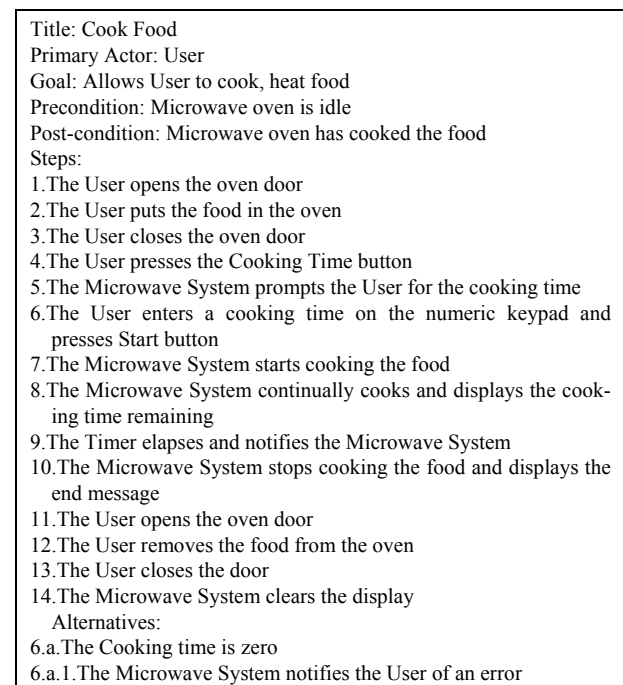 Title: Cook Food
Primary Actor: User
Goal: Allows User to cook, heat food
Precondition: Microwave oven is idle
Post-condition: Microwave oven has cooked the food
Steps:
1.The User opens the oven door
2.The User puts the food in the oven
3.The User closes the oven door
4.The User presses the Cooking Time button
5.The Microwave System prompts the User for the cooking time
6.The User enters a cooking time on the numeric keypad and
presses Start button
7.The Microwave System starts cooking the food
8.The Microwave System continually cooks and displays the cook-
ing time remaining
9.The Timer elapses and notifies the Microwave System
10.The Microwave System stops cooking the food and displays the
end message
11.The User opens the oven door
12.The User removes the food from the oven
13.The User closes the door
14.The Microwave System clears the display
Alternatives:
6.a.The Cooking time is zero
6.a.1.The Microwave System notifies the User of an error